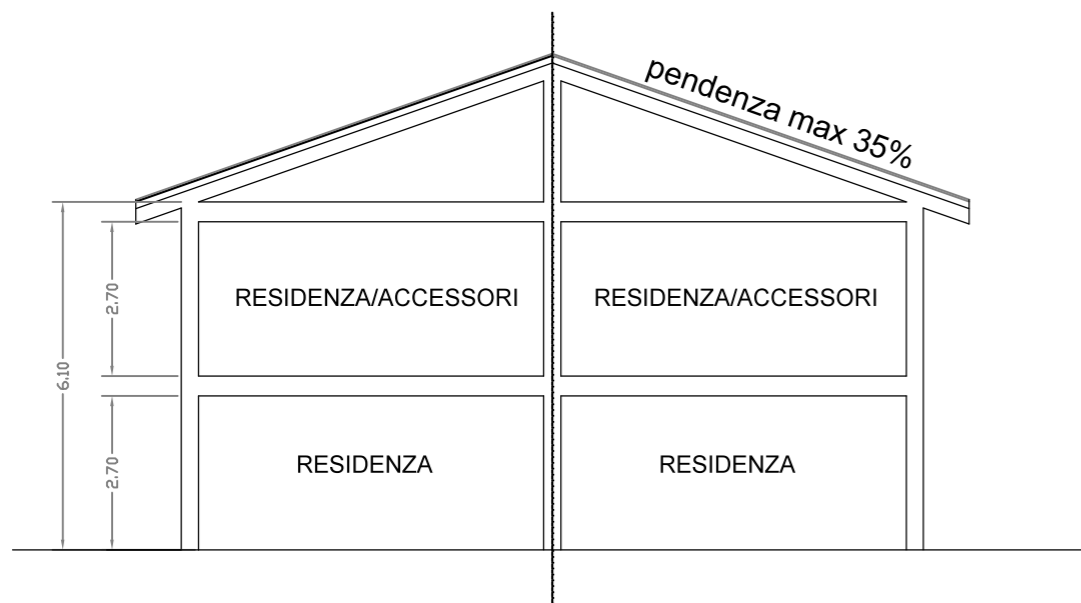 pendenza max 35%
2.70
RESIDENZA/ACCESSORI
RESIDENZA/ACCESSORI
6.10
2.70
RESIDENZA
RESIDENZA